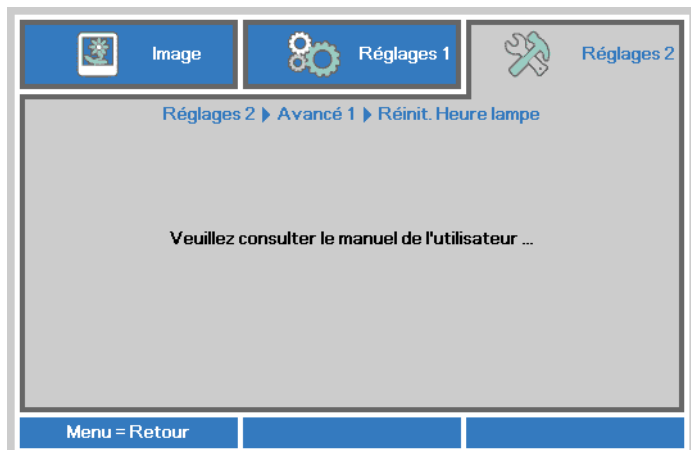 Image
Réglages 1
Réglages 2
Réglages 2 Avancé 1 Réinit. Heure lampe
Veuillez consulter le manuel de l'utilisateur ...
Menu = Retour